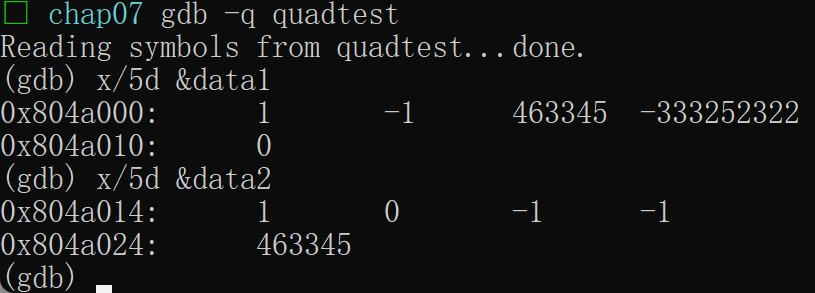 □ chap07 gdb -q quadtest
Reading symbols from quadtest...done.
(gdb) x/5d &data1
0x804a000: 1 -1 463345 -333252322
0x804a010: 0
(gdb) x/5d &data2
0x804a014: 1 0 -1 -1
0x804a024: 463345
(gdb)